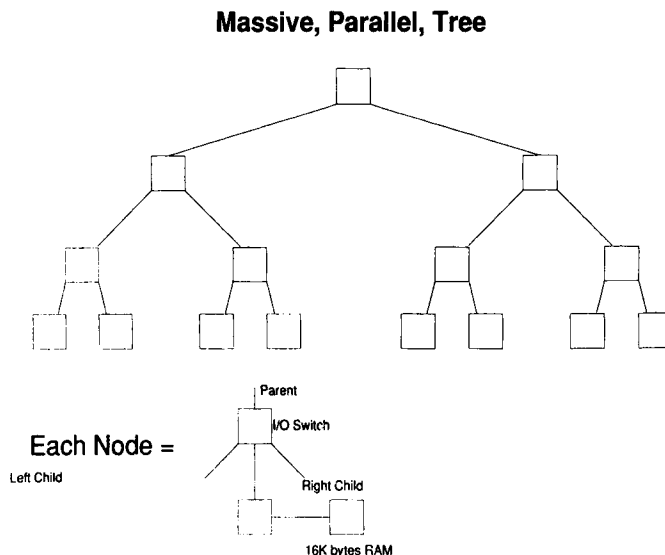 Massive, Parallel, Tree
Parent
I/O Switch
Each Node =
Left Child
Right Child
16K bytes RAM